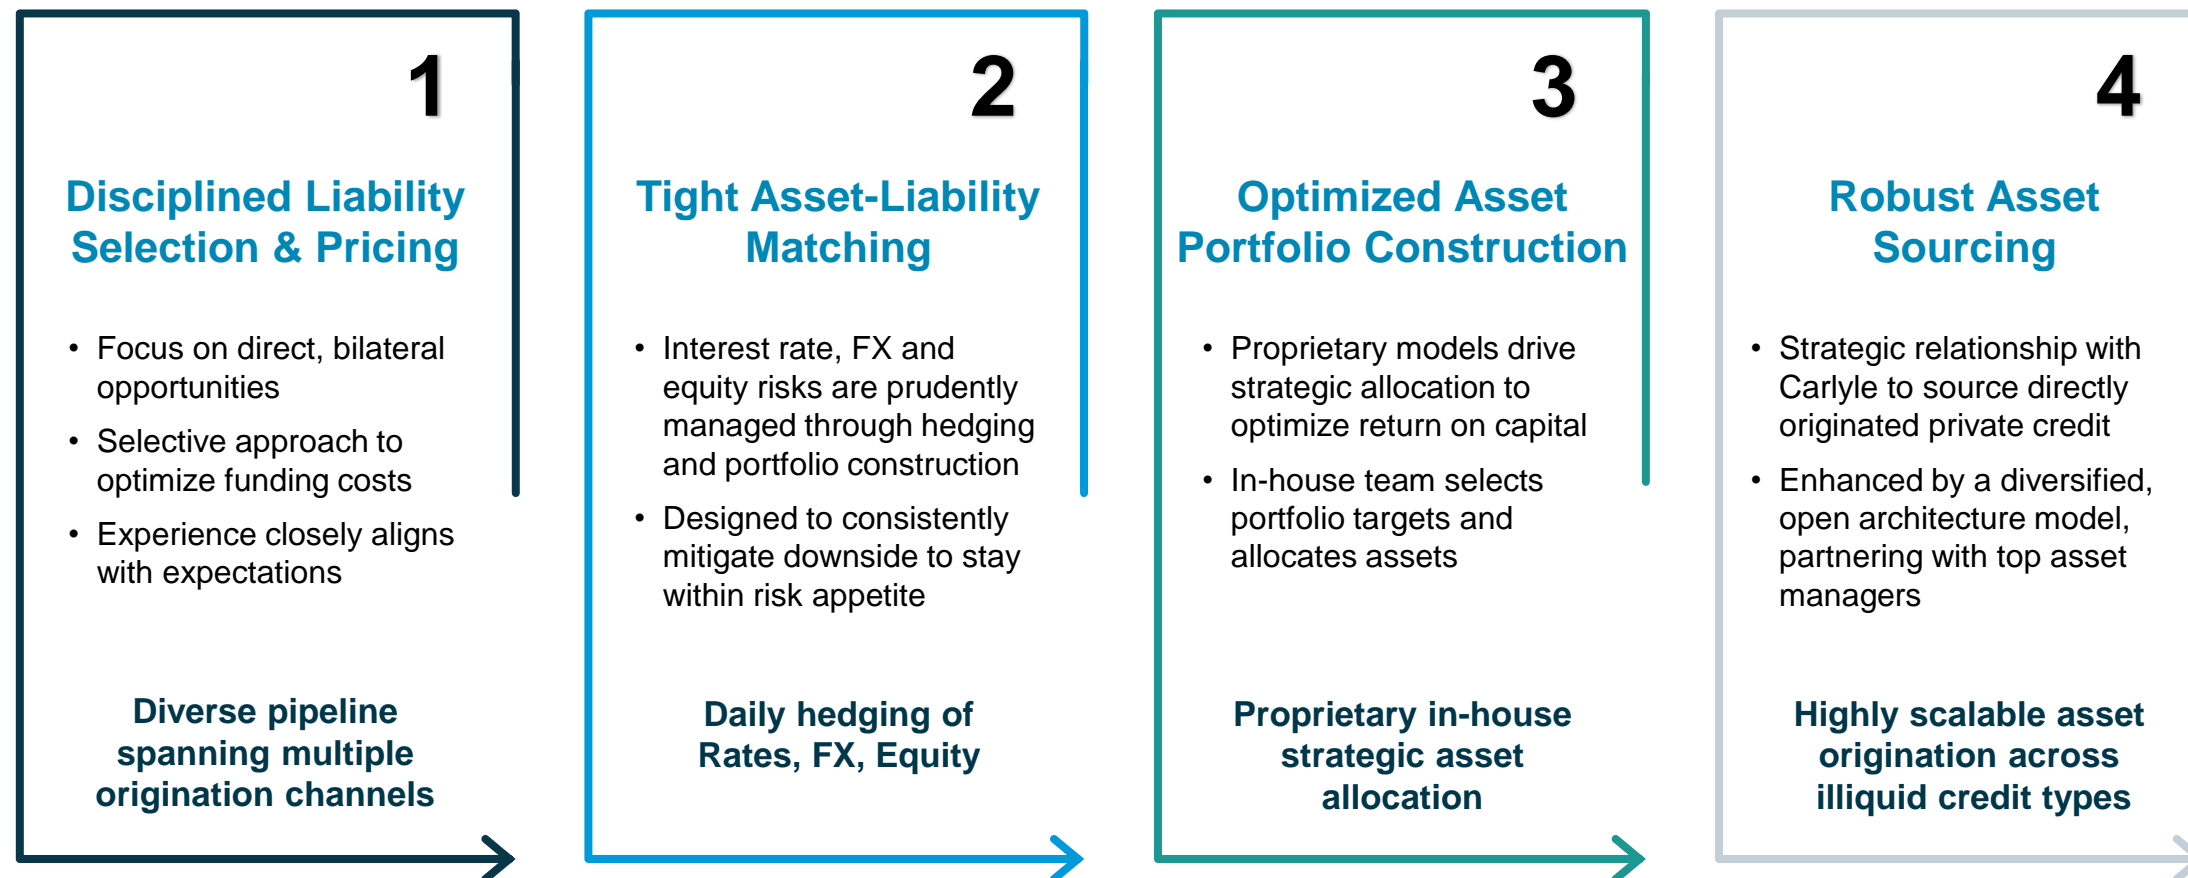 1
Disciplined Liability
Selection & Pricing
• Focus on direct, bilateral
opportunities
• Selective approach to
optimize funding costs
• Experience closely aligns
with expectations
Diverse pipeline
spanning multiple
origination channels
2
Tight Asset-Liability
Matching
• Interest rate, FX and
equity risks are prudently
managed through hedging
and portfolio construction
• Designed to consistently
mitigate downside to stay
within risk appetite
Daily hedging of
Rates, FX, Equity
3
Optimized Asset
Portfolio Construction
• Proprietary models drive
strategic allocation to
optimize return on capital
• In-house team selects
portfolio targets and
allocates assets
Proprietary in-house
strategic asset
allocation
4
Robust Asset
Sourcing
• Strategic relationship with
Carlyle to source directly
originated private credit
• Enhanced by a diversified,
open architecture model,
partnering with top asset
managers
Highly scalable asset
origination across
illiquid credit types